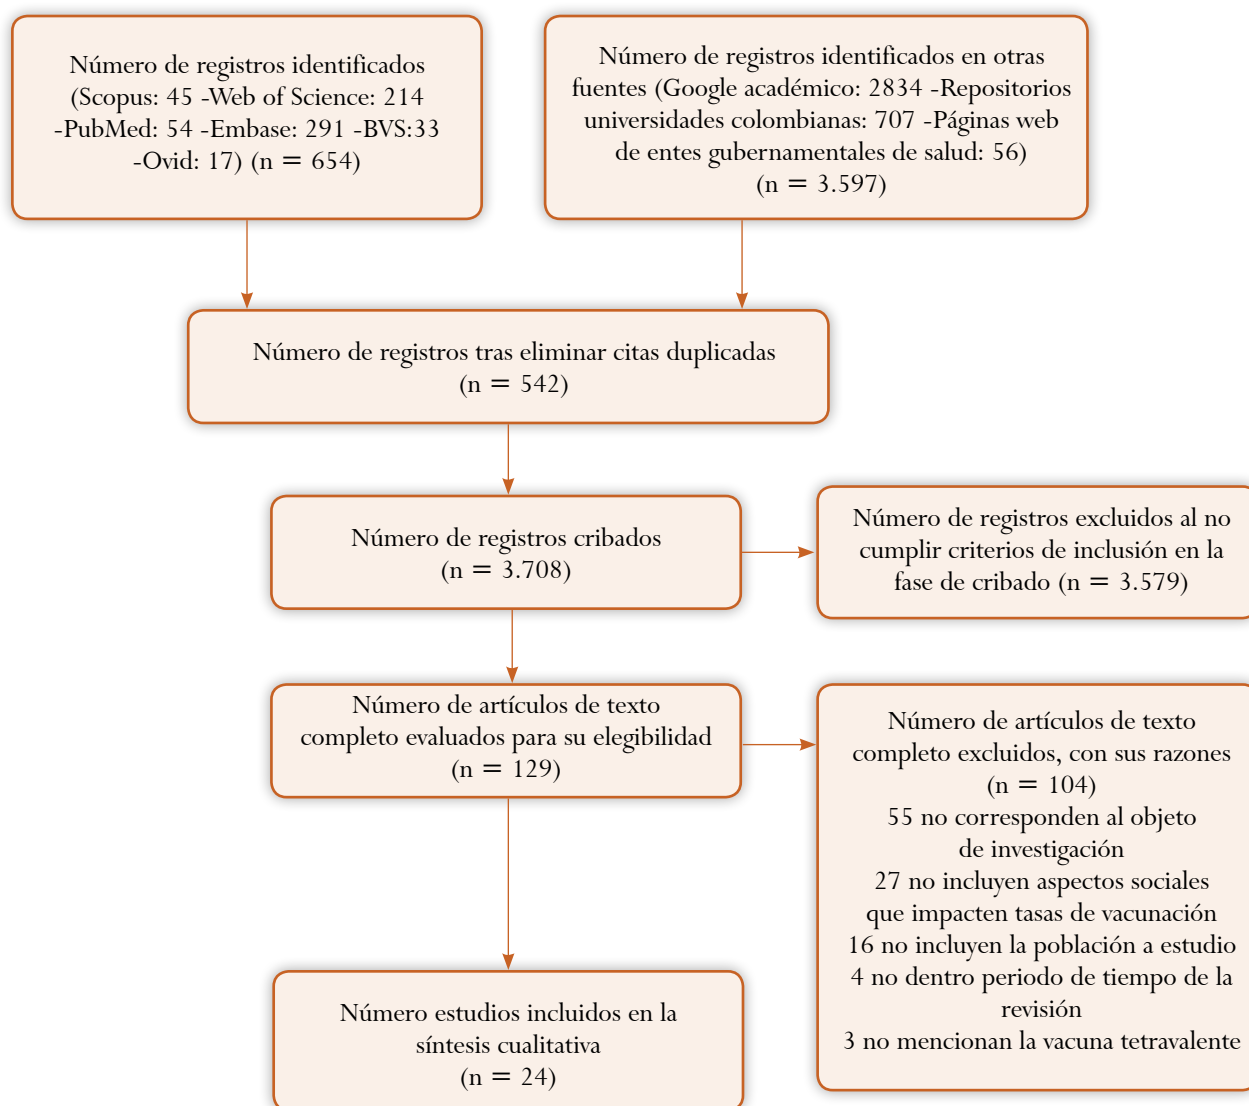 Número de registros identificados
(Scopus: 45 -Web of Science: 214
-PubMed: 54 -Embase: 291 -BVS:33
-Ovid: 17) (n = 654)
Número de registros identificados en otras
fuentes (Google académico: 2834 -Repositorios
universidades colombianas: 707 -Páginas web
de entes gubernamentales de salud: 56)
(n = 3.597)
Número de registros tras eliminar citas duplicadas
(n = 542)
Número de registros cribados
(n = 3.708)
Número de registros excluidos al no
cumplir criterios de inclusión en la
fase de cribado (n = 3.579)
Número de artículos de texto
completo evaluados para su elegibilidad
(n = 129)
Número de artículos de texto
completo excluidos, con sus razones
(n = 104)
55 no corresponden al objeto
de investigación
27 no incluyen aspectos sociales
que impacten tasas de vacunación
16 no incluyen la población a estudio
4 no dentro periodo de tiempo de la
revisión
3 no mencionan la vacuna tetravalente
Número estudios incluidos en la
síntesis cualitativa
(n = 24)